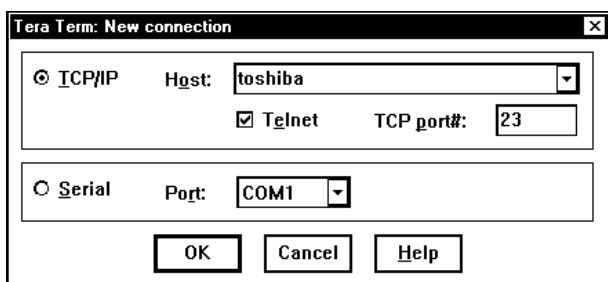 Tera Term: New connection
TCP/IP Host: toshiba
Telnet TCP port#: 23
Serial Port: COM1
OK Cancel Help